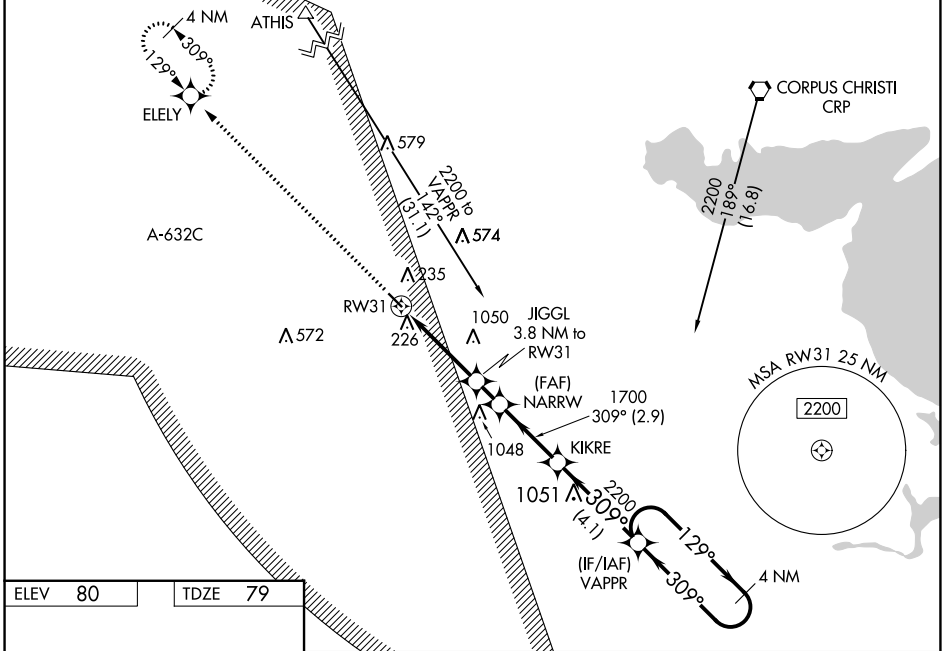 4 NM
309°
129°
ELELY
ATHIS
CORPUS CHRISTI
CRP
2200
189°
(16.8)
579
2200 to
VAPPR
142°
(31.1)
574
A-632C
235
RW31
226
572
1050
JIGGL
3.8 NM to
RW31
(FAF)
NARRW
1700
309° (2.9)
1048
KIKRE
1051
2200
309°
(4.1)
129°
309°
4 NM
(IF/IAF)
VAPPR
MSA RW31 25 NM
2200
ELEV 80
TDZE 79